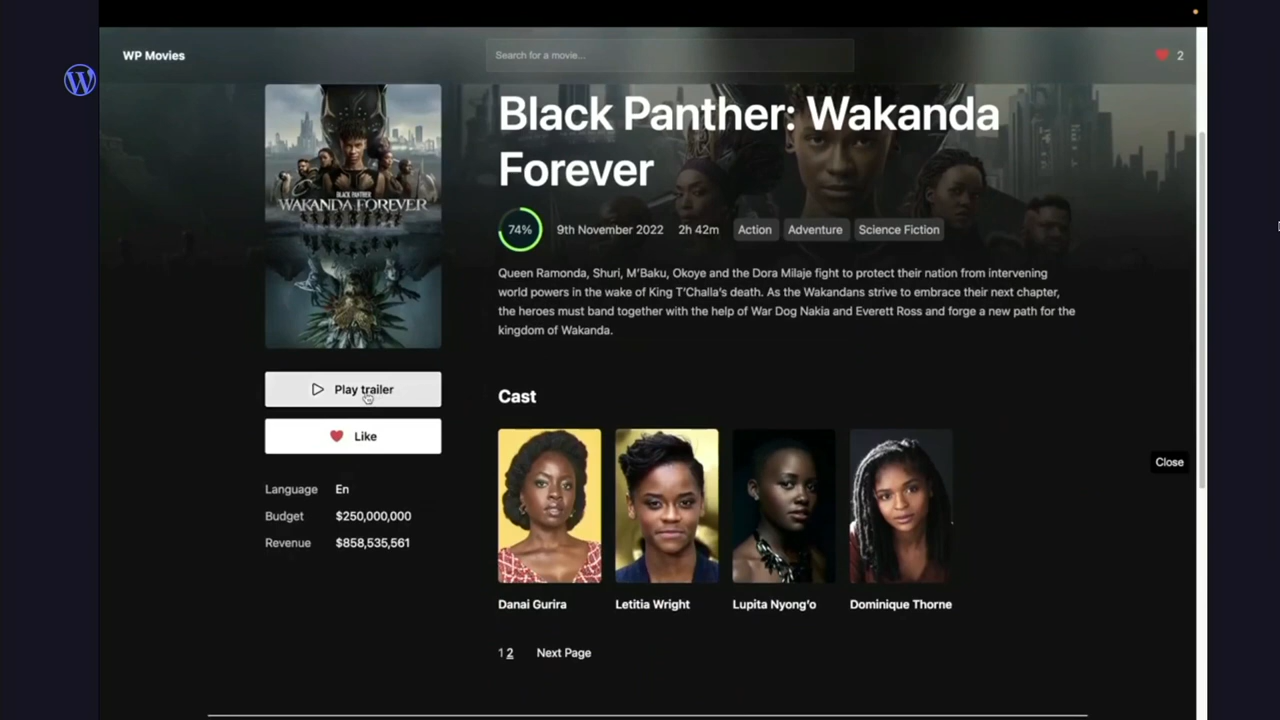 WP Movies
Search for a movie...
2
Black Panther: Wakanda
Forever
BLACK PANTHER
WAKANDA FOREVER
74%
9th November 2022
2h 42m
Action
Adventure
Science Fiction
Queen Ramonda, Shuri, M'Baku, Okoye and the Dora Milaje fight to protect their nation from intervening
world powers in the wake of King T'Challa's death. As the Wakandans strive to embrace their next chapter,
the heroes must band together with the help of War Dog Nakia and Everett Ross and forge a new path for the
kingdom of Wakanda.
Play trailer
Like
Language En
Budget $250,000,000
Revenue $858,535,561
Cast
Close
Danai Gurira
Letitia Wright
Lupita Nyong'o
Dominique Thorne
1 2 Next Page